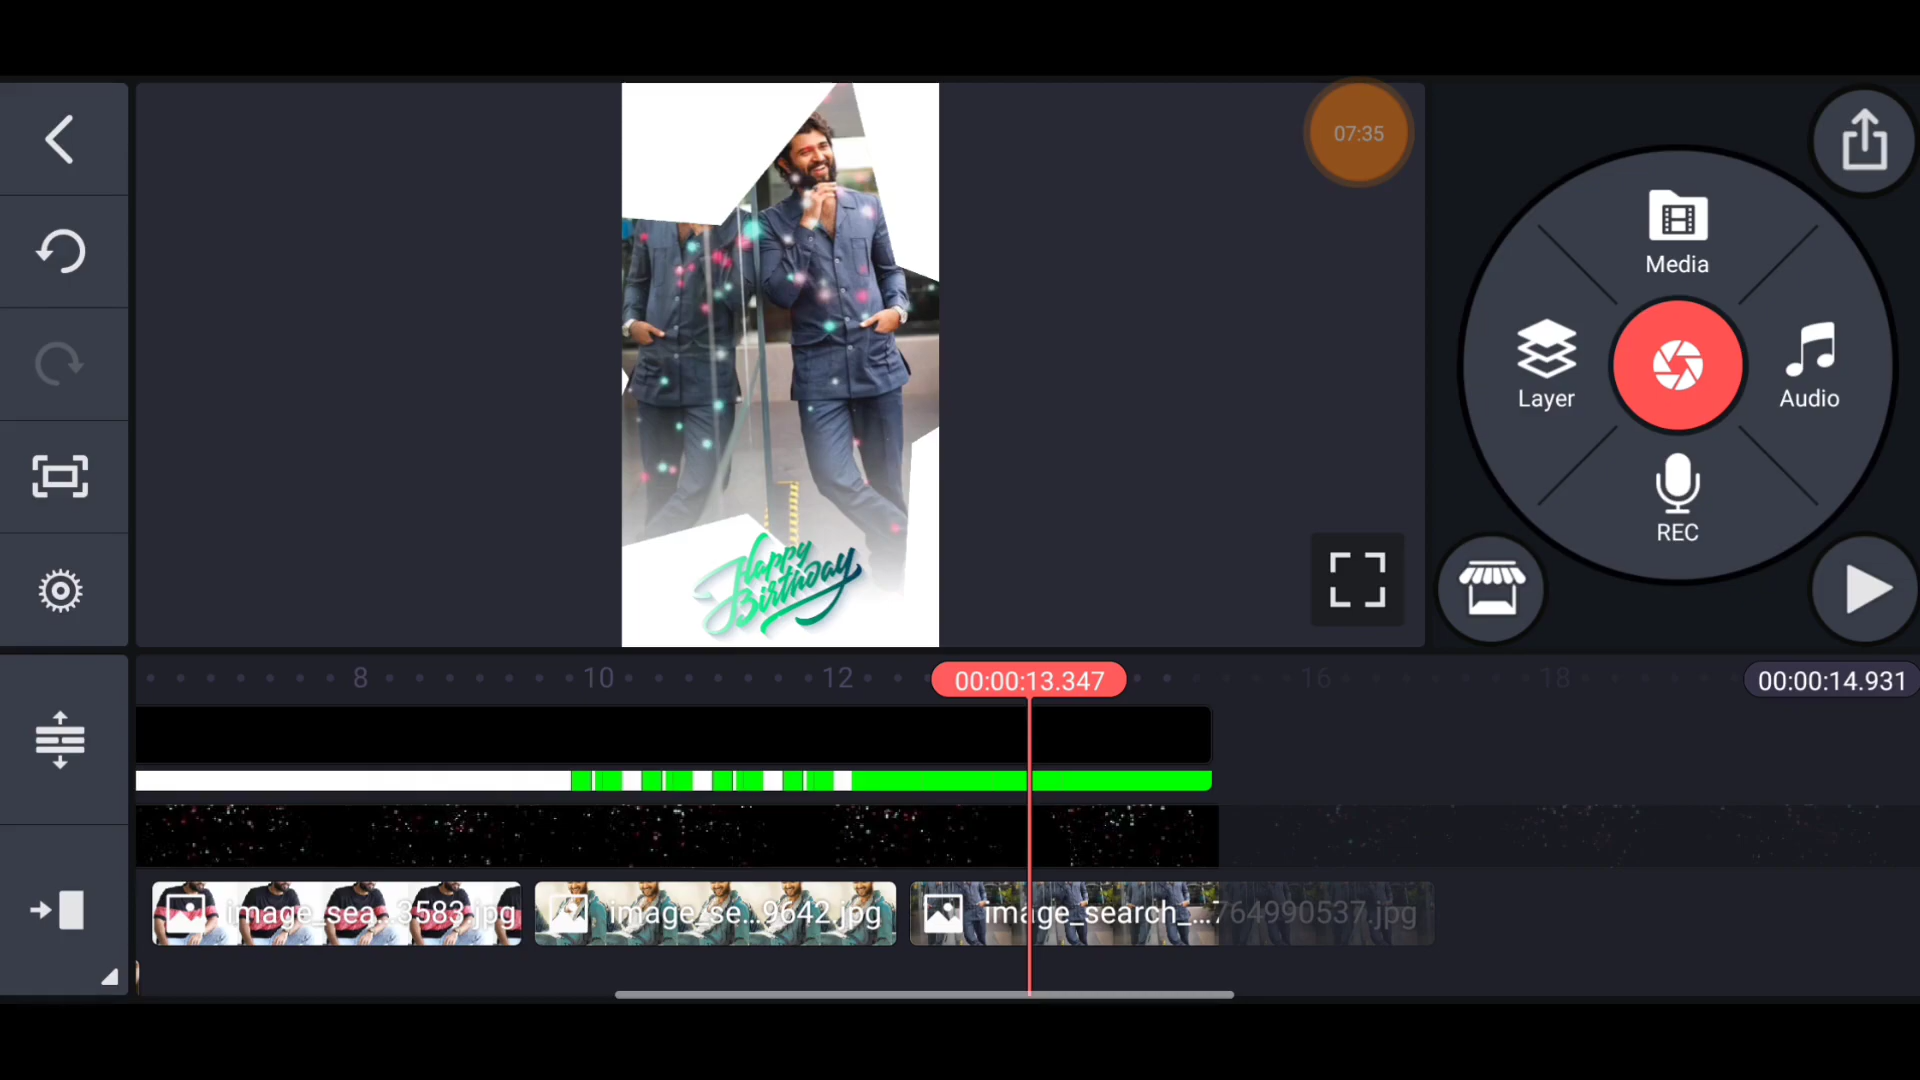 07:35
Media
Layer
Audio
REC
Happy
Birthday
8
10
12
00:00:13.347
16
18
00:00:14.931
image_sea...3583.jpg
image_se...9642.jpg
image_search_...764990537.jpg